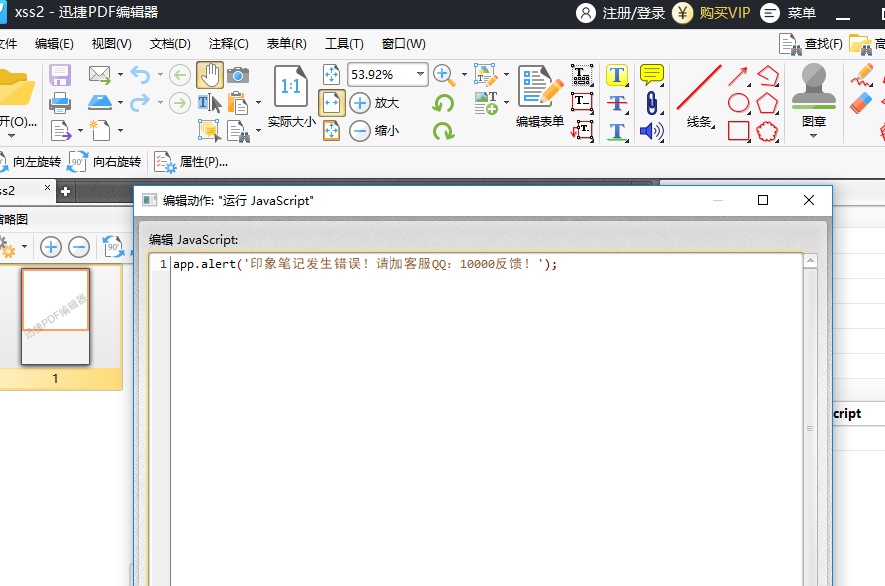 xss2 - 迅捷PDF编辑器 注册/登录 ¥ 购买VIP 菜单
文件 编辑(E) 视图(V) 文档(D) 注释(C) 表单(R) 工具(T) 窗口(W) 查找(F) 高
开(O)... 1:1 实际大小 53.92% 放大 缩小 编辑表单 线条 图章
向左旋转 90° 向右旋转 属性(P)...
ss2
缩略图
90°
迅捷PDF编辑器
1
编辑动作: "运行 JavaScript"
编辑 JavaScript:
1 app.alert('印象笔记发生错误！请加客服QQ：10000反馈！');
cript